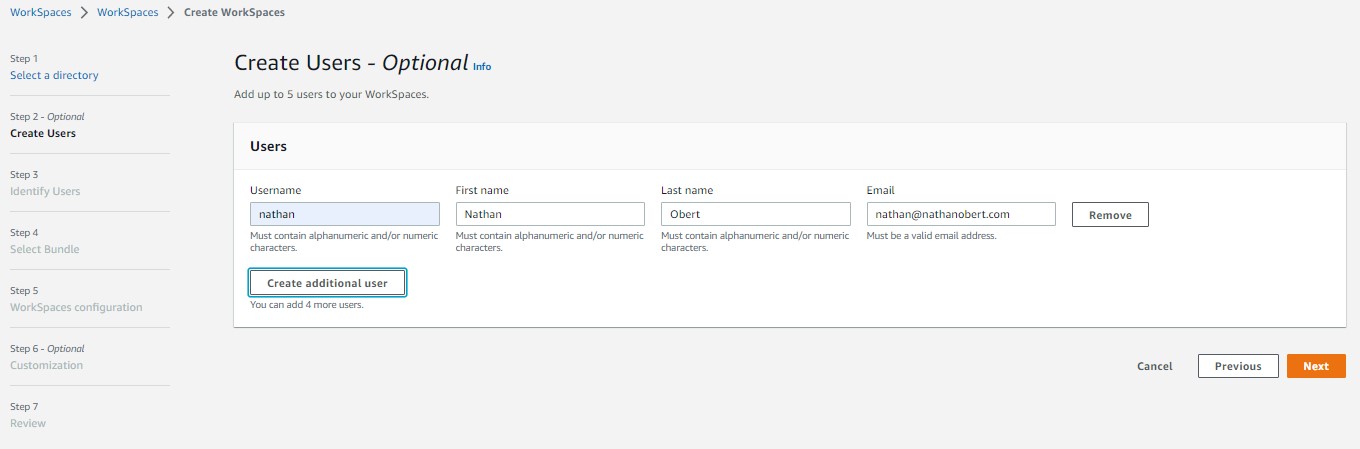 WorkSpaces > WorkSpaces > Create WorkSpaces
Step 1
Select a directory
Step 2 - Optional
Create Users
Step 3
Identify Users
Step 4
Select Bundle
Step 5
WorkSpaces configuration
Step 6 - Optional
Customization
Step 7
Review
Create Users - Optional Info
Add up to 5 users to your WorkSpaces.
Users
Username First name Last name Email
nathan Nathan Obert nathan@nathanobert.com Remove
Must contain alphanumeric and/or numeric Must contain alphanumeric and/or numeric Must contain alphanumeric and/or numeric Must be a valid email address.
characters. characters. characters.
Create additional user
You can add 4 more users.
Cancel Previous Next